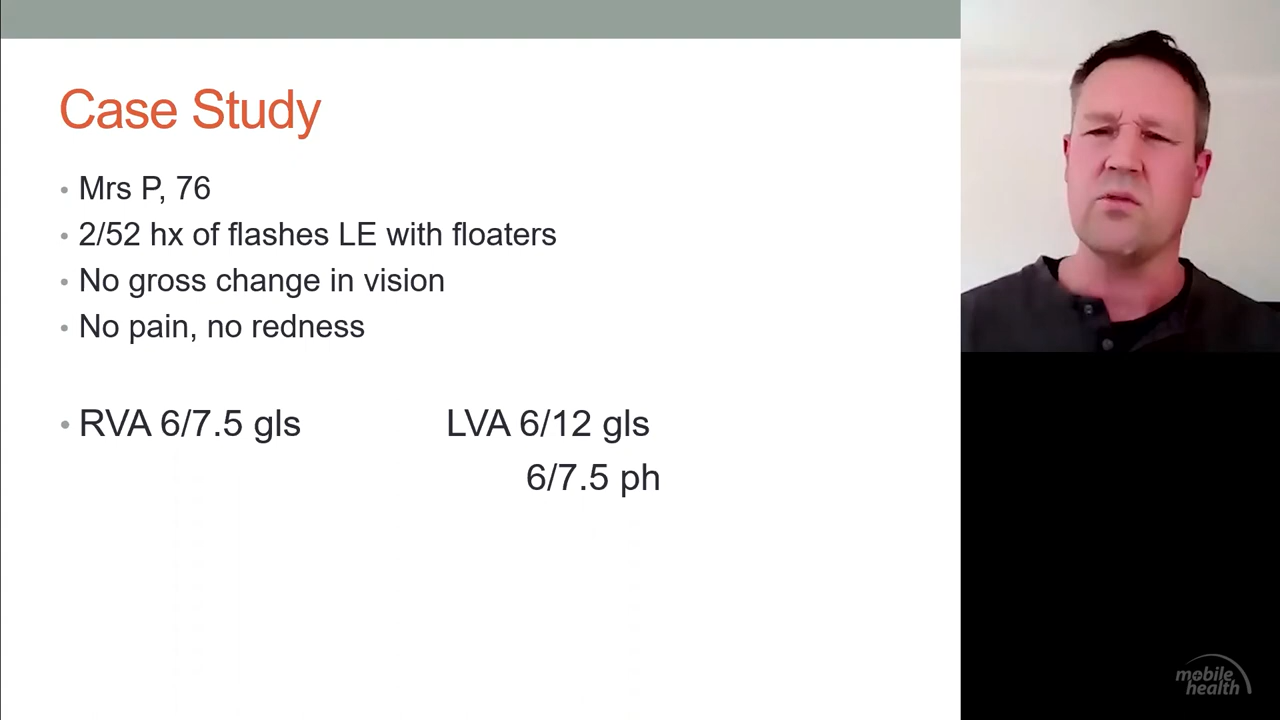 Case Study
• Mrs P, 76
• 2/52 hx of flashes LE with floaters
• No gross change in vision
• No pain, no redness
• RVA 6/7.5 gls LVA 6/12 gls
6/7.5 ph
mobile
health